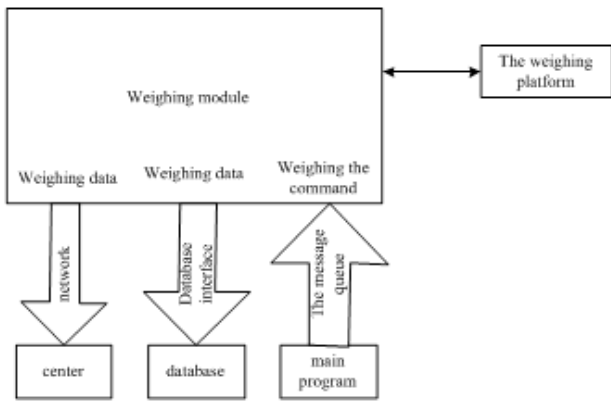 The weighing
platform
Weighing module
Weighing data
Weighing data
Weighing the
command
network
Database
interface
The message
queue
center
database
main
program